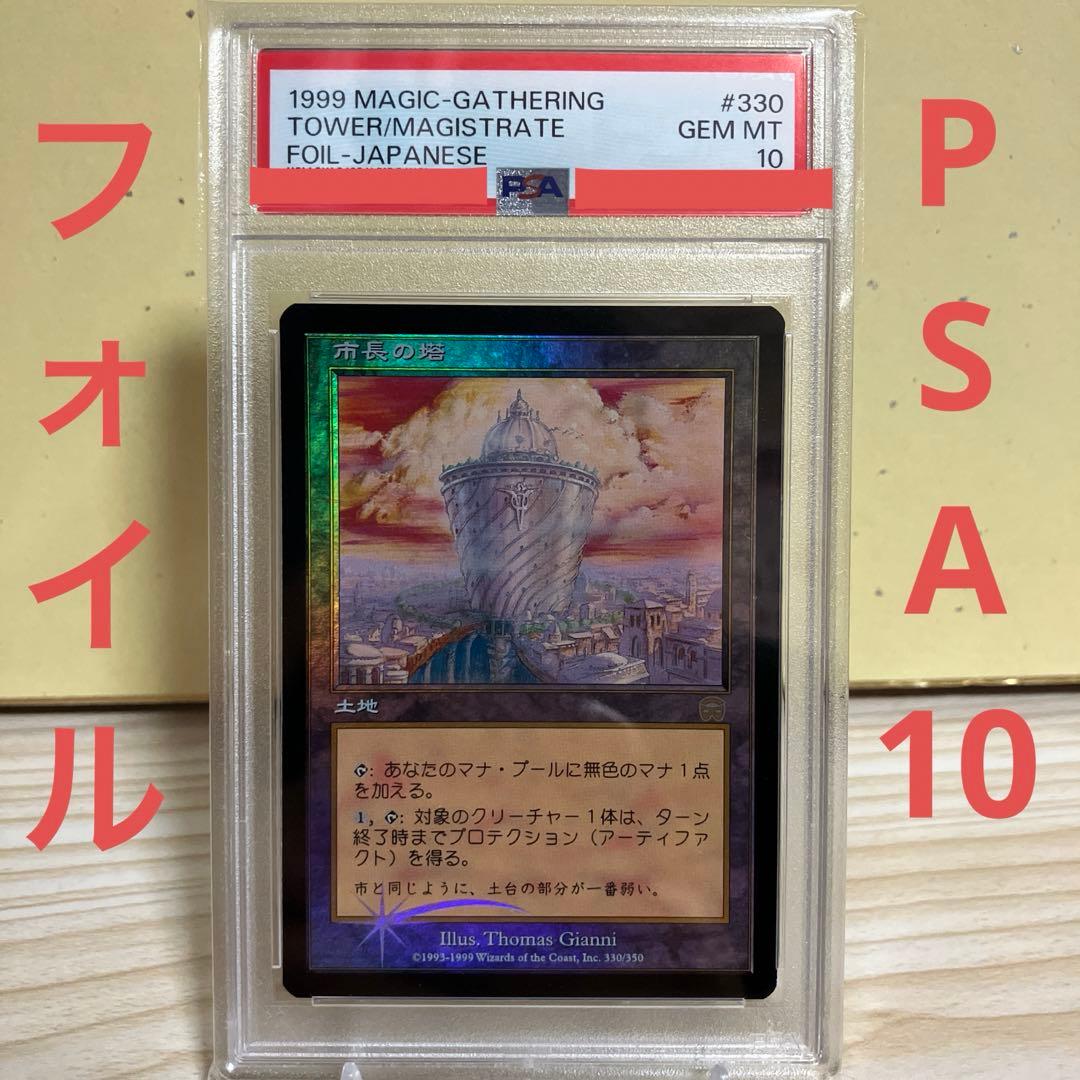 1999 MAGIC-GATHERING #330
TOWER/MAGISTRATE GEM MT
FOIL-JAPANESE 10
PSA
フォイル
PSA10
市長の塔
土地
: あなたのマナ・プールに無色のマナ1点
を加える。
1, : 対象のクリーチャー1体は、ターン
終了時までプロテクション（アーティファ
クト）を得る。
市と同じように、土台の部分が一番弱い。
Illus. Thomas Gianni
©1993-1999 Wizards of the Coast, Inc. 330/350